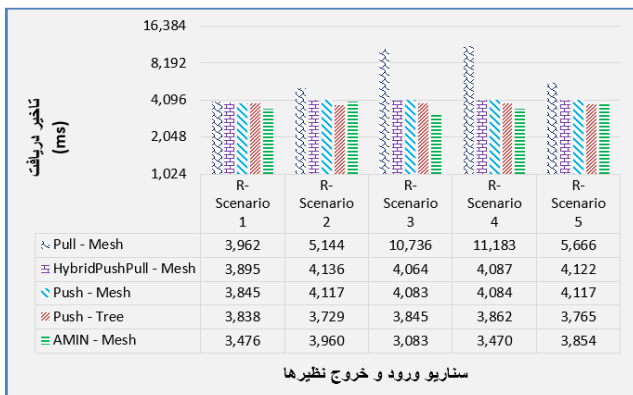 16,384
8,192
4,096
2,048
1,024
تاخیر دریافت
(ms)
R-Scenario 1 R-Scenario 2 R-Scenario 3 R-Scenario 4 R-Scenario 5
Pull - Mesh 3,962 5,144 10,736 11,183 5,666
HybridPushPull - Mesh 3,895 4,136 4,064 4,087 4,122
Push - Mesh 3,845 4,117 4,083 4,084 4,117
Push - Tree 3,838 3,729 3,845 3,862 3,765
AMIN - Mesh 3,476 3,960 3,083 3,470 3,854
سناریو ورود و خروج نظیرها